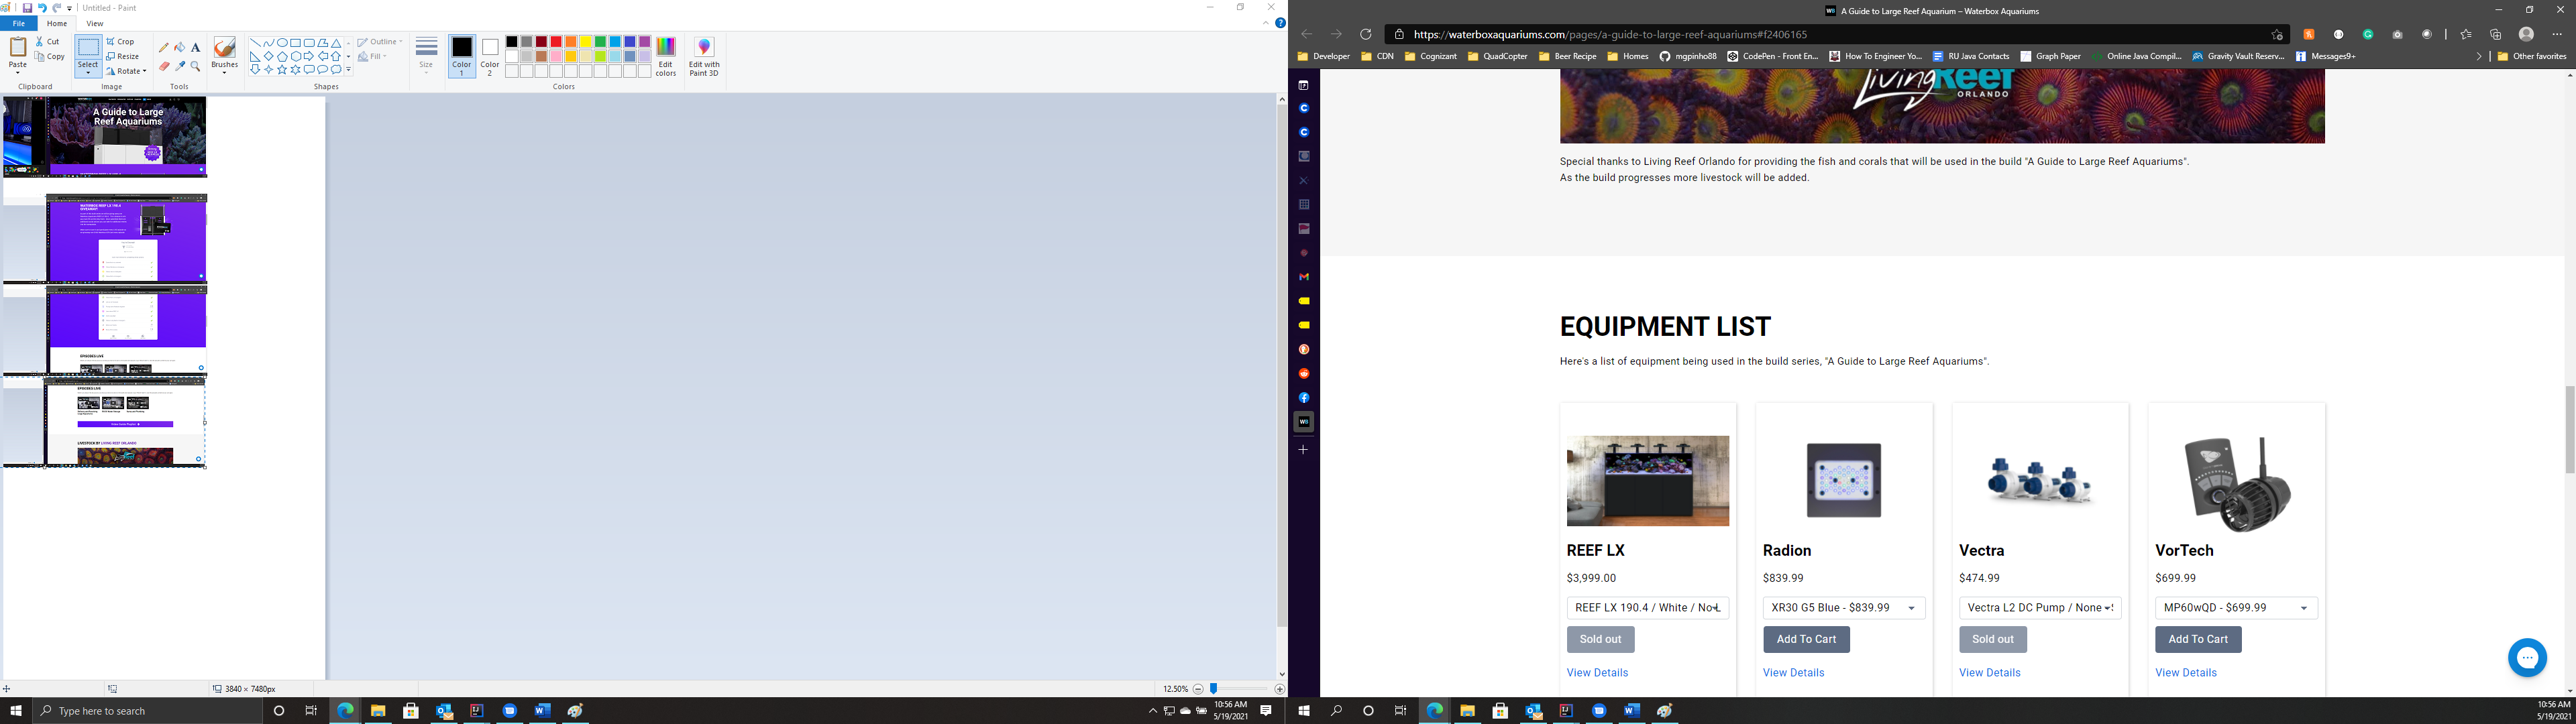 Untitled - Paint
File
Home
View
Paste
Cut
Copy
Clipboard
Select
Crop
Resize
Rotate
Image
Tools
Brushes
Outline
Fill
Shapes
Size
Color
1
Color
2
Edit
colors
Colors
Edit with
Paint 3D
A Guide to Large
Reef Aquariums
EPISODES LIVE
EPISODES LIVE
LIVESTOCK BY LIVING REEF ORLANDO
3840 × 7480px
12.50%
Type here to search
10:56 AM
5/19/2021
A Guide to Large Reef Aquarium – Waterbox Aquariums
https://waterboxaquariums.com/pages/a-guide-to-large-reef-aquariums#f2406165
Developer
CDN
Cognizant
QuadCopter
Beer Recipe
Homes
mgpinho88
CodePen - Front En...
How To Engineer Yo...
RU Java Contacts
Graph Paper
Online Java Compil...
Gravity Vault Reserv...
Messages9+
Other favorites
Living Reef
ORLANDO
Special thanks to Living Reef Orlando for providing the fish and corals that will be used in the build "A Guide to Large Reef Aquariums".
As the build progresses more livestock will be added.
EQUIPMENT LIST
Here's a list of equipment being used in the build series, "A Guide to Large Reef Aquariums".
REEF LX
$3,999.00
REEF LX 190.4 / White / No L
Sold out
View Details
Radion
$839.99
XR30 G5 Blue - $839.99
Add To Cart
View Details
Vectra
$474.99
Vectra L2 DC Pump / None - $
Sold out
View Details
VorTech
$699.99
MP60wQD - $699.99
Add To Cart
View Details
10:56 AM
5/19/2021